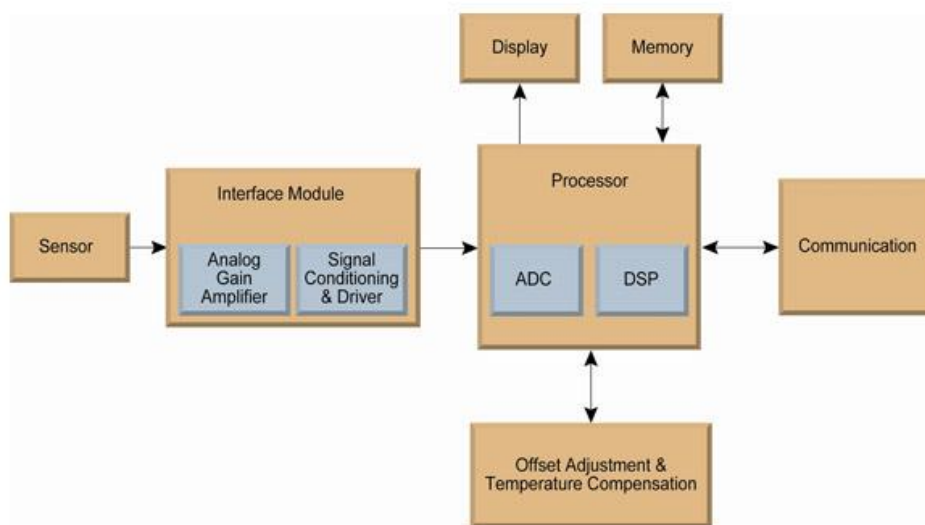 Display
Memory
Interface Module
Processor
Sensor
Analog
Gain
Amplifier
Signal
Conditioning
& Driver
ADC
DSP
Communication
Offset Adjustment &
Temperature Compensation